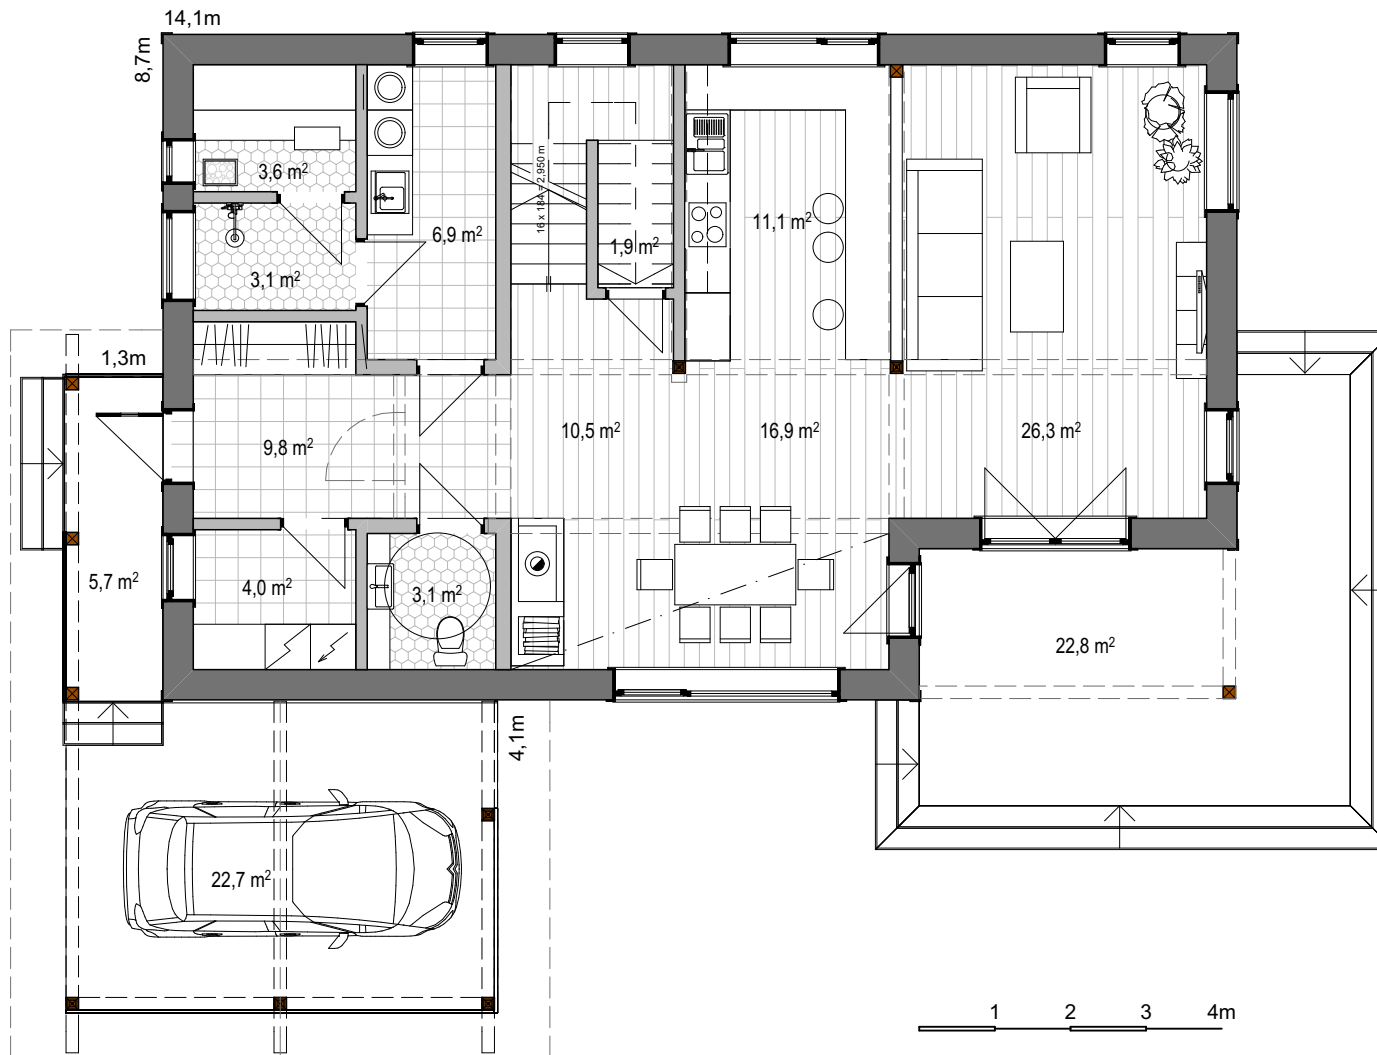 14,1m
8,7m
3,6 m²
6,9 m²
16 x 184 = 2,950 m
1,9 m²
11,1 m²
3,1 m²
1,3m
9,8 m²
10,5 m²
16,9 m²
26,3 m²
5,7 m²
4,0 m²
3,1 m²
22,8 m²
4,1m
22,7 m²
1 2 3 4m